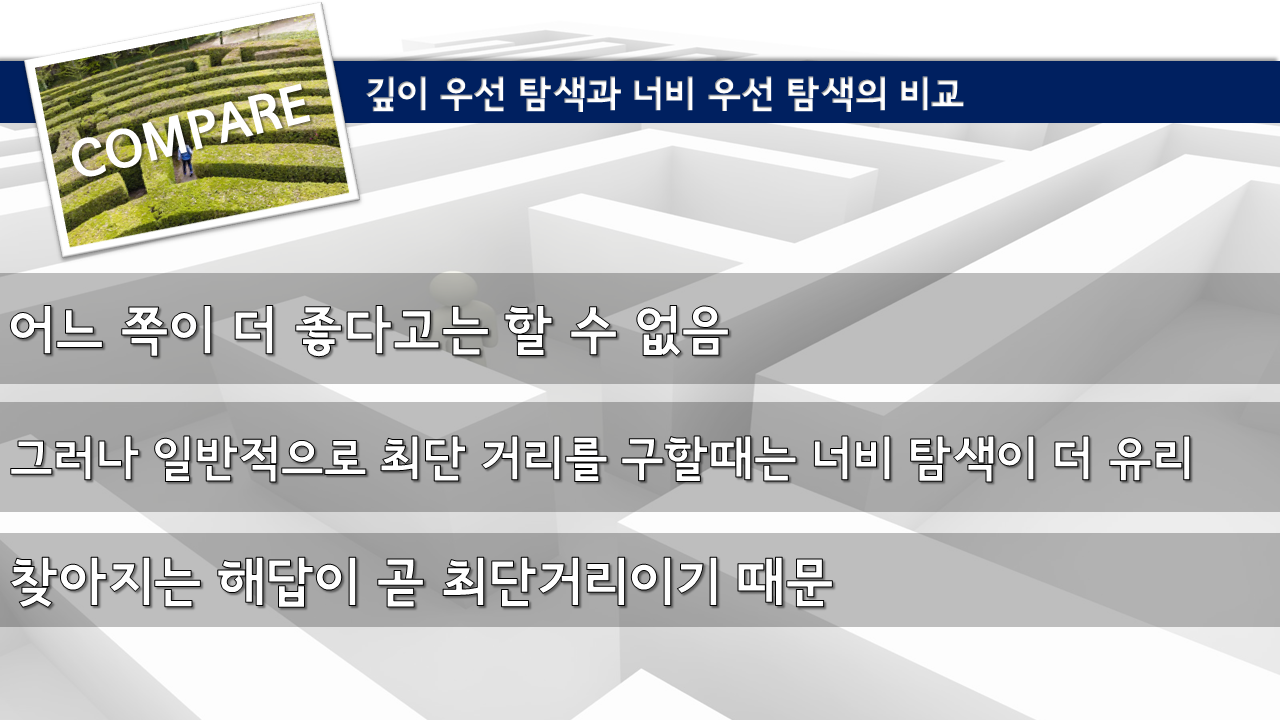 COMPARE
깊이 우선 탐색과 너비 우선 탐색의 비교
어느 쪽이 더 좋다고는 할 수 없음
그러나 일반적으로 최단 거리를 구할때는 너비 탐색이 더 유리
찾아지는 해답이 곧 최단거리이기 때문